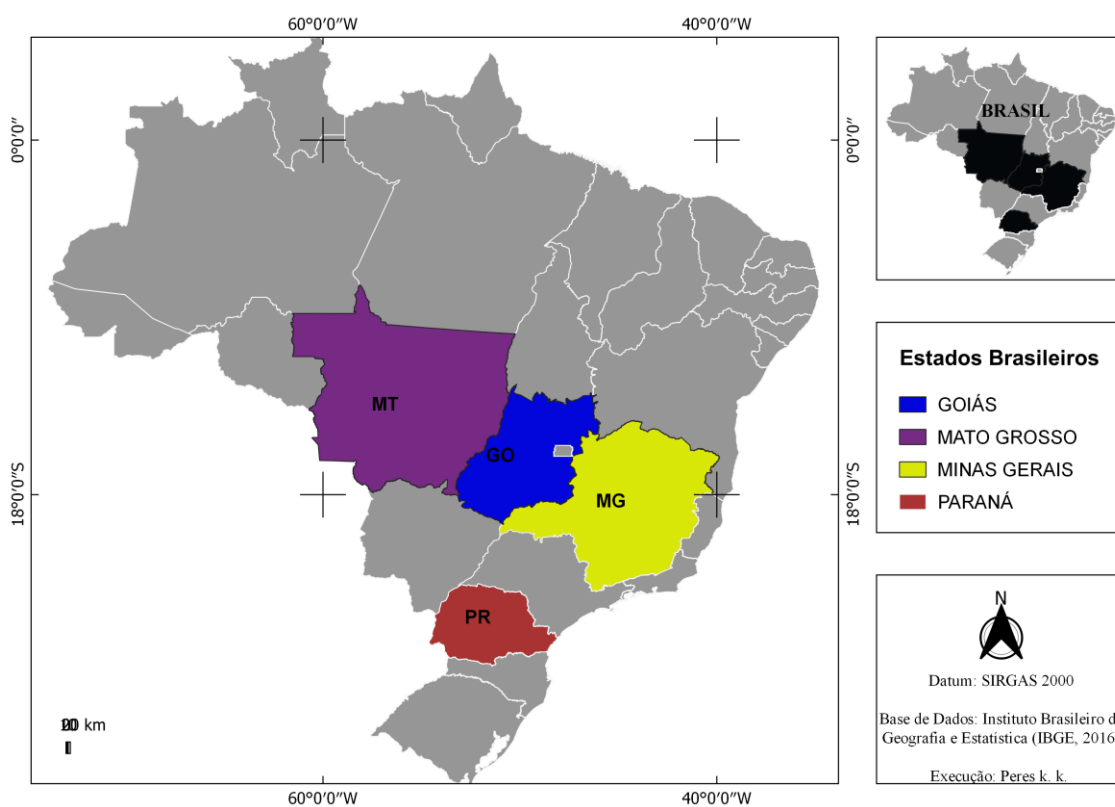 60°0′0″W 40°0′0″W
0°0′0″
0°0′0″
BRASIL
MT
GO
MG
PR
18°0′0″S
18°0′0″S
Estados Brasileiros
GOIÁS
MATO GROSSO
MINAS GERAIS
PARANÁ
N
Datum: SIRGAS 2000
Base de Dados: Instituto Brasileiro d
Geografia e Estatística (IBGE, 2016
Execução: Peres k. k.
km
60°0′0″W 40°0′0″W